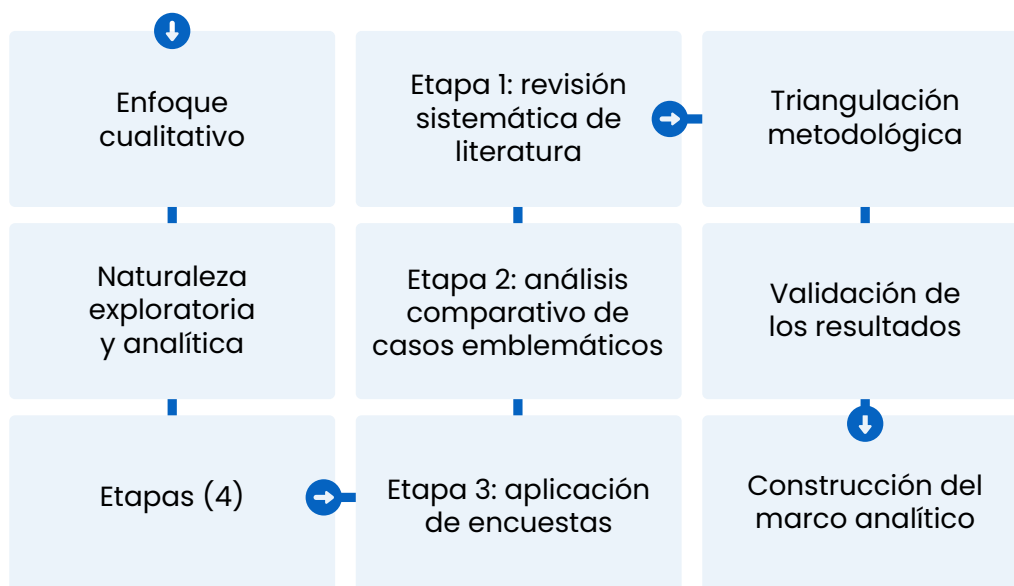 Enfoque
cualitativo
Naturaleza
exploratoria
y analítica
Etapas (4)
Etapa 1: revisión
sistemática de
literatura
Etapa 2: análisis
comparativo de
casos emblemáticos
Etapa 3: aplicación
de encuestas
Triangulación
metodológica
Validación de
los resultados
Construcción del
marco analítico